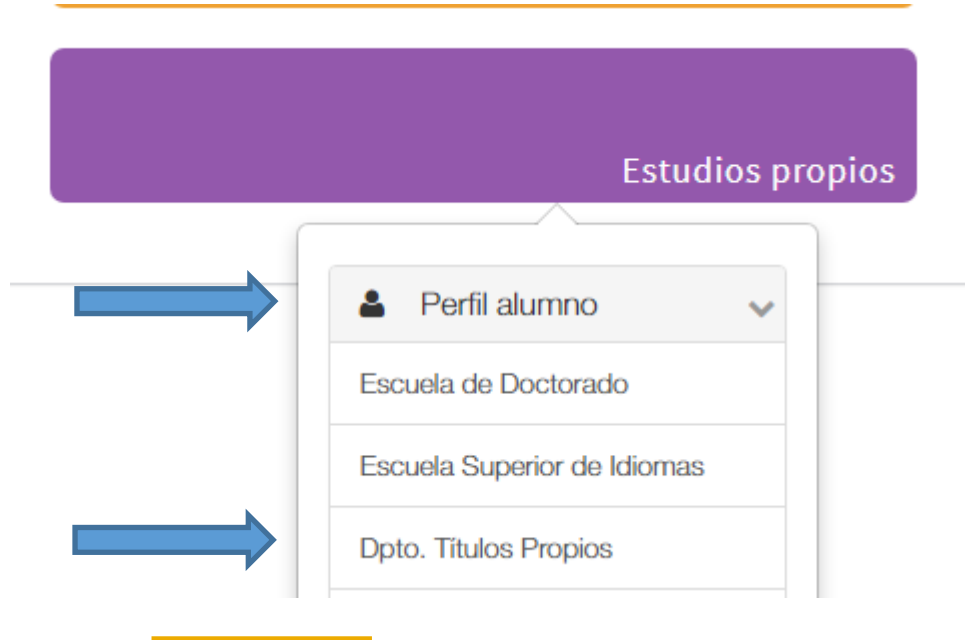 Estudios propios
Perfil alumno
Escuela de Doctorado
Escuela Superior de Idiomas
Dpto. Títulos Propios